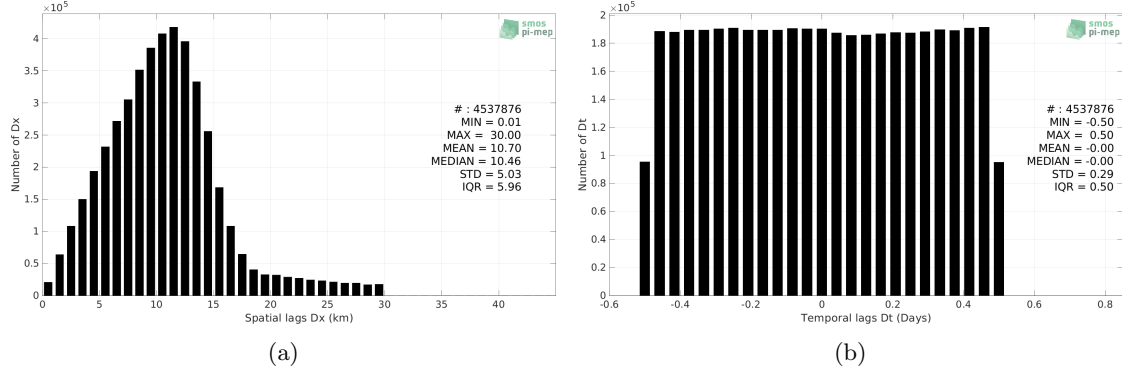 ×10^5
smos
pi-mep
4
3.5
3
2.5
2
1.5
1
0.5
0
Number of Dx
# : 4537876
MIN = 0.01
MAX = 30.00
MEAN = 10.70
MEDIAN = 10.46
STD = 5.03
IQR = 5.96
0 5 10 15 20 25 30 35 40
Spatial lags Dx (km)
(a)
×10^5
smos
pi-mep
2
1.8
1.6
1.4
1.2
1
0.8
0.6
0.4
0.2
0
Number of Dt
# : 4537876
MIN = -0.50
MAX = 0.50
MEAN = -0.00
MEDIAN = -0.00
STD = 0.29
IQR = 0.50
-0.6 -0.4 -0.2 0 0.2 0.4 0.6 0.8
Temporal lags Dt (Days)
(b)